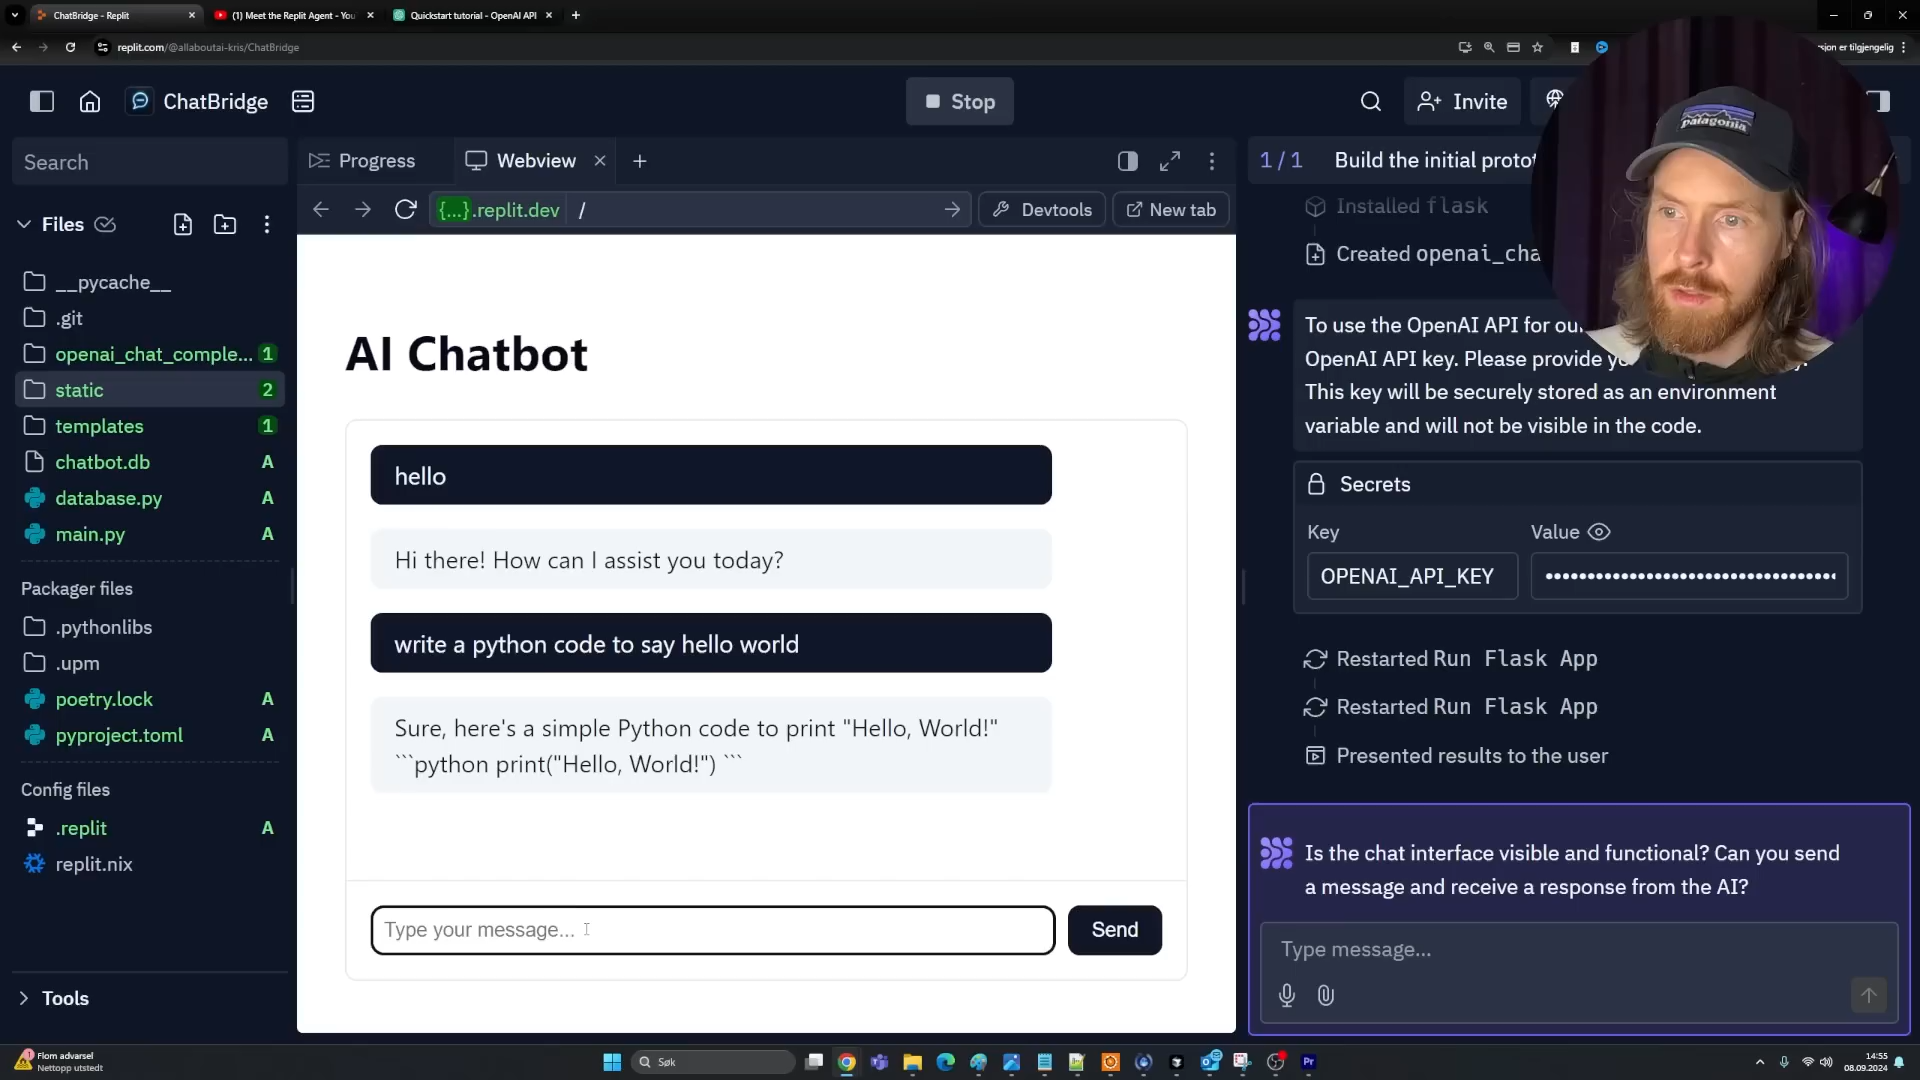 ChatBridge - Replit
(1) Meet the Replit Agent - You
Quickstart tutorial - OpenAI API
replit.com/@allaboutai-kris/ChatBridge
sjon er tilgjengelig
ChatBridge
Stop
Invite
patagonia
Search
Progress
Webview
1 / 1
Build the initial protot
{...}.replit.dev
/
Devtools
New tab
Files
Installed flask
Created openai_cha
__pycache__
.git
openai_chat_comple... 1
static 2
templates 1
chatbot.db A
database.py A
main.py A
Packager files
.pythonlibs
.upm
poetry.lock A
pyproject.toml A
Config files
.replit A
replit.nix
Tools
AI Chatbot
hello
Hi there! How can I assist you today?
write a python code to say hello world
Sure, here's a simple Python code to print "Hello, World!"
```python print("Hello, World!") ```
Type your message...
Send
To use the OpenAI API for ou
OpenAI API key. Please provide yo
y.
This key will be securely stored as an environment
variable and will not be visible in the code.
Secrets
Key
Value
OPENAI_API_KEY
Restarted Run Flask App
Restarted Run Flask App
Presented results to the user
Is the chat interface visible and functional? Can you send
a message and receive a response from the AI?
Type message...
Flom advarsel
Nettopp utstedt
Søk
Pr
14:55
08.09.2024